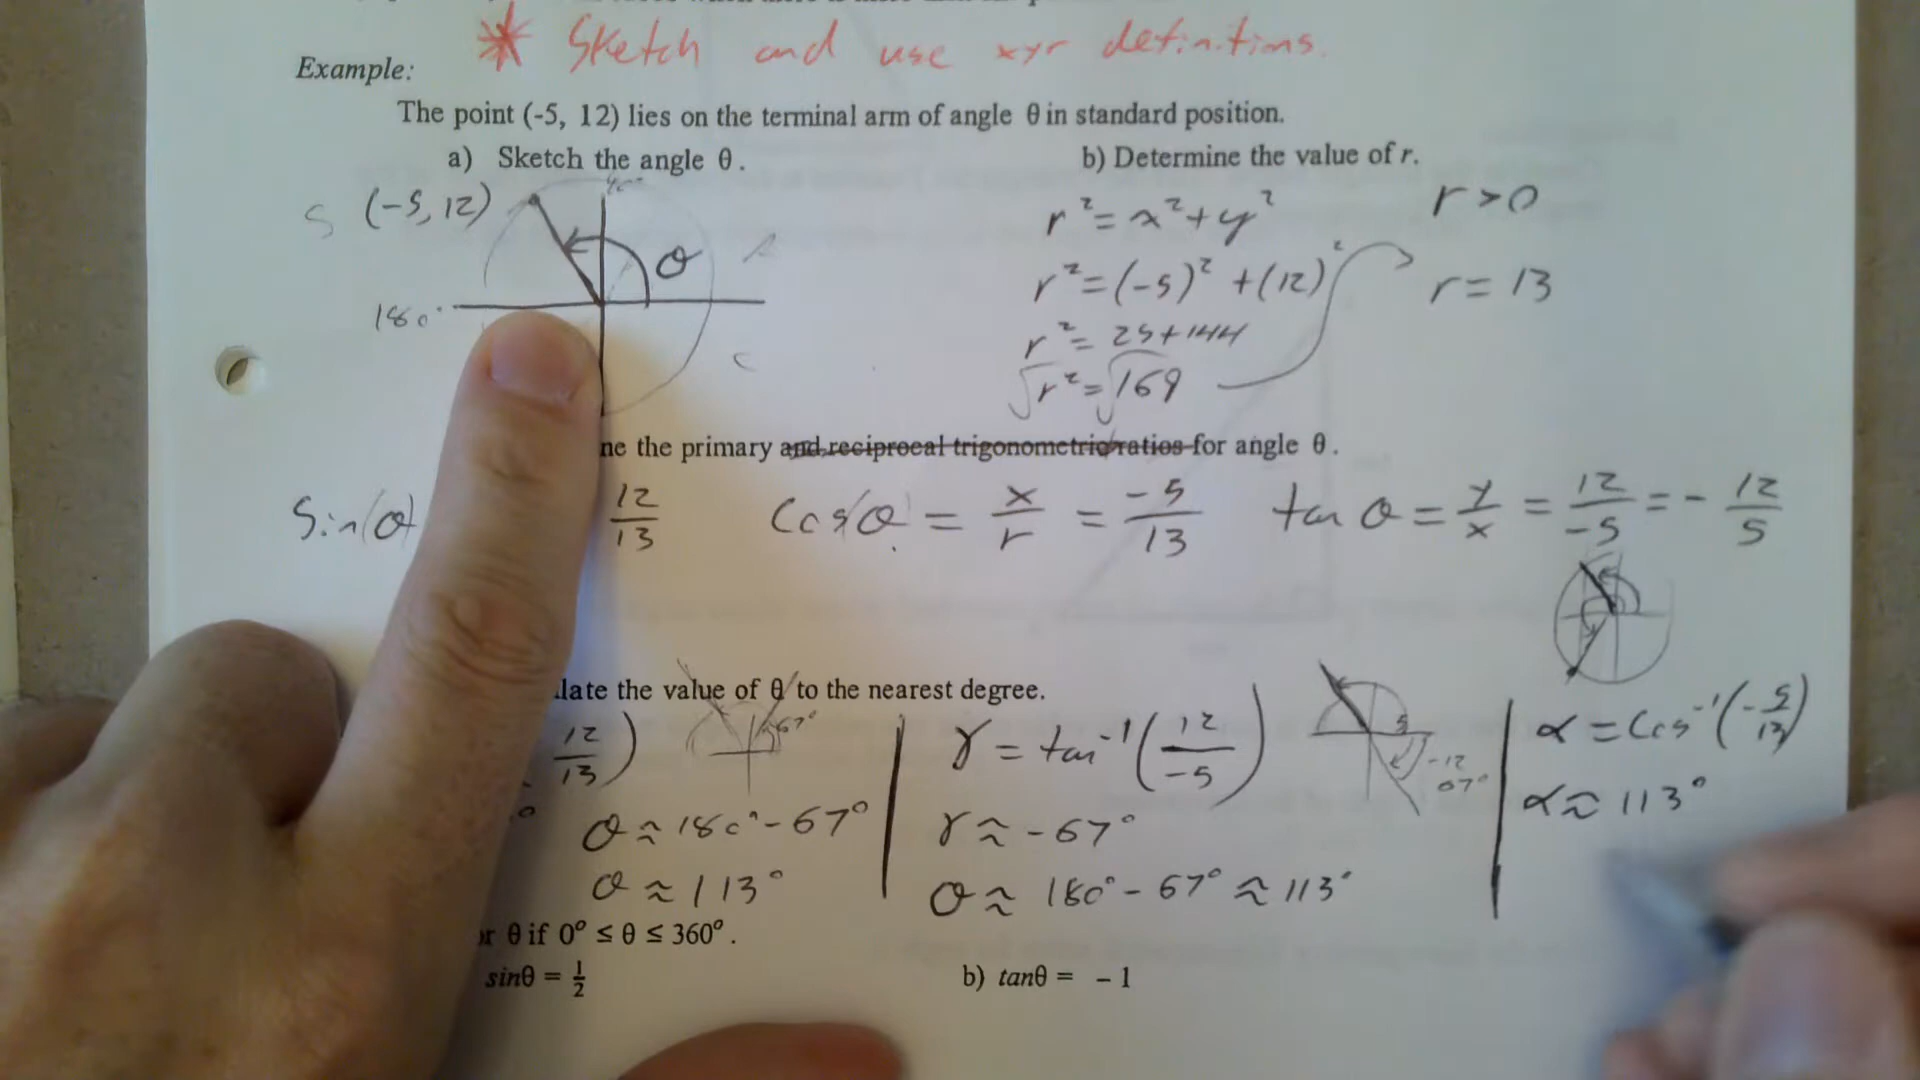 * Sketch and use xyr definitions.
Example:
The point (-5, 12) lies on the terminal arm of angle θ in standard position.
a) Sketch the angle θ.
b) Determine the value of r.
S (-5, 12)
θ
180°
C
r² = x² + y²
r > 0
r² = (-5)² + (12)²
r = 13
r² = 25 + 144
√r² = √169
ne the primary and reciprocal trigonometric ratios for angle θ.
Sin(θ) 12/13 Cos(θ) = x/r = -5/13 tan θ = y/x = 12/-5 = - 12/5
late the value of θ to the nearest degree.
12/13)
67°
θ ≈ 180° - 67°
θ ≈ 113°
γ = tan⁻¹(12/-5)
5
-12
67°
γ ≈ -67°
θ ≈ 180° - 67° ≈ 113°
α = Cos⁻¹(-5/13)
α ≈ 113°
or θ if 0° ≤ θ ≤ 360°.
sinθ = 1/2
b) tanθ = - 1